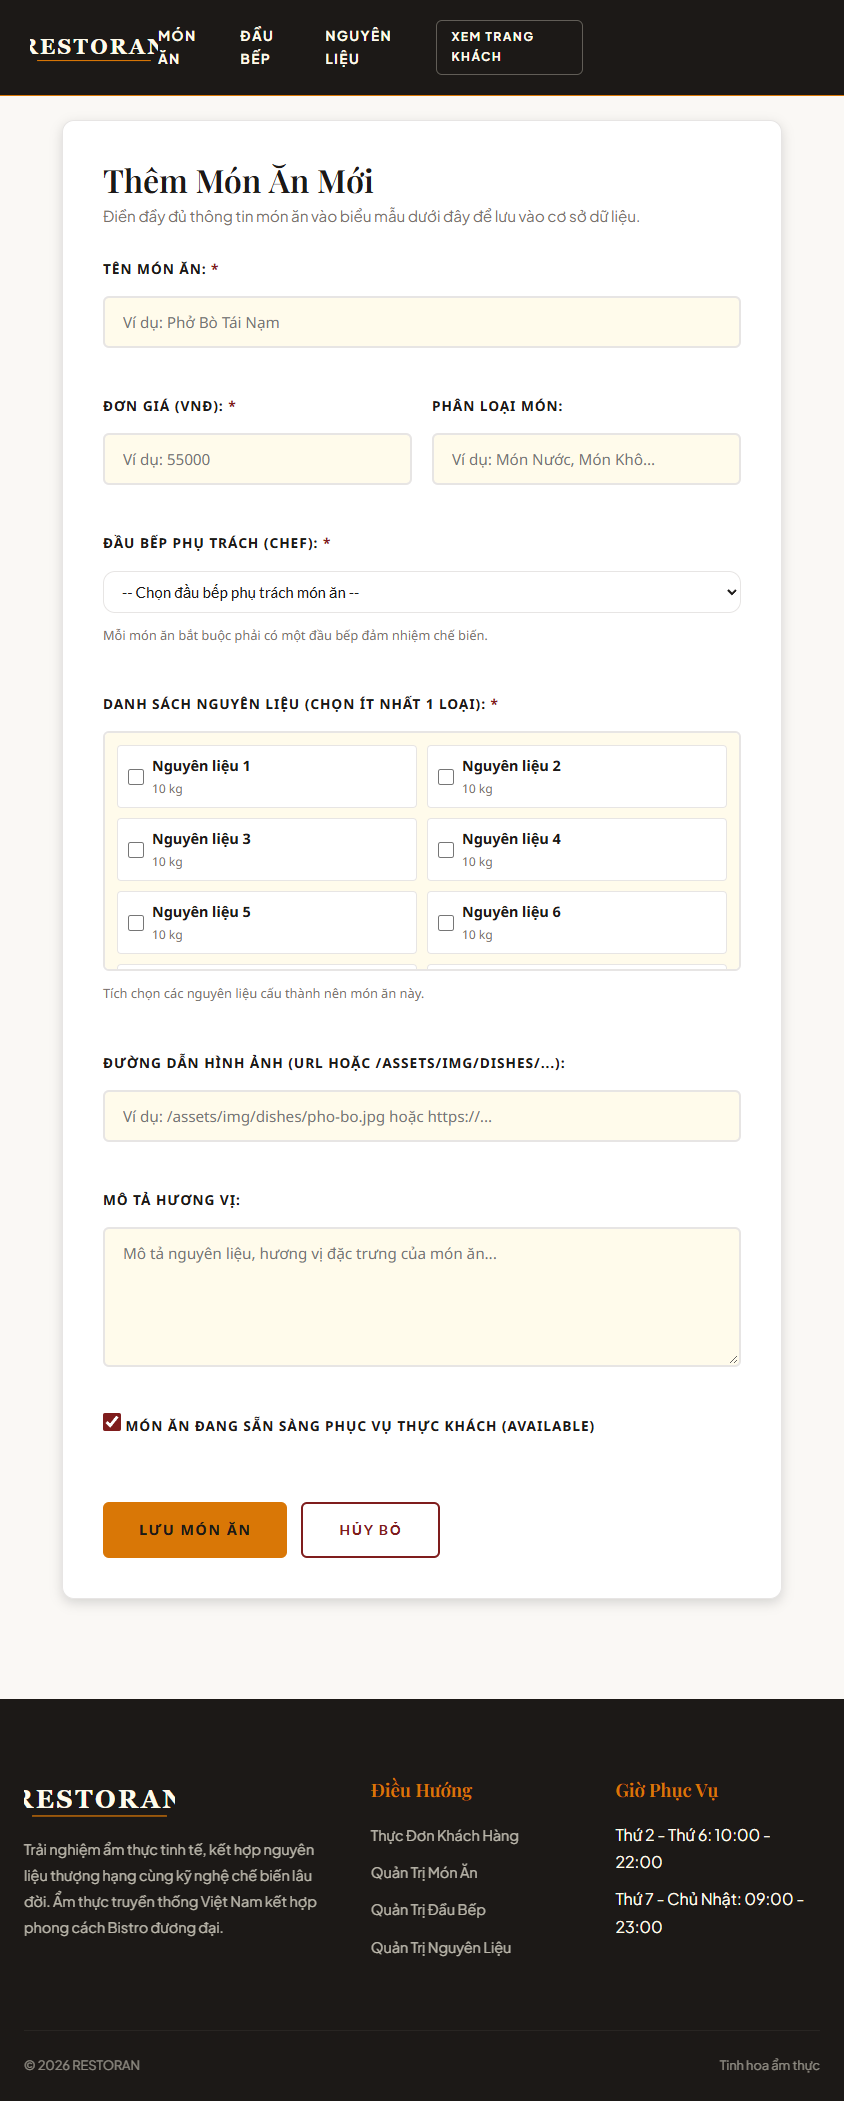 RESTORAN
MÓN ĂN
ĐẦU BẾP
NGUYÊN LIỆU
XEM TRANG KHÁCH
Thêm Món Ăn Mới
Điền đầy đủ thông tin món ăn vào biểu mẫu dưới đây để lưu vào cơ sở dữ liệu.
TÊN MÓN ĂN: *
Ví dụ: Phở Bò Tái Nạm
ĐƠN GIÁ (VNĐ): *
PHÂN LOẠI MÓN:
Ví dụ: 55000
Ví dụ: Món Nước, Món Khô...
ĐẦU BẾP PHỤ TRÁCH (CHEF): *
-- Chọn đầu bếp phụ trách món ăn --
Mỗi món ăn bắt buộc phải có một đầu bếp đảm nhiệm chế biến.
DANH SÁCH NGUYÊN LIỆU (CHỌN ÍT NHẤT 1 LOẠI): *
Nguyên liệu 1
10 kg
Nguyên liệu 2
10 kg
Nguyên liệu 3
10 kg
Nguyên liệu 4
10 kg
Nguyên liệu 5
10 kg
Nguyên liệu 6
10 kg
Tích chọn các nguyên liệu cấu thành nên món ăn này.
ĐƯỜNG DẪN HÌNH ẢNH (URL HOẶC /ASSETS/IMG/DISHES/...):
Ví dụ: /assets/img/dishes/pho-bo.jpg hoặc https://...
MÔ TẢ HƯƠNG VỊ:
Mô tả nguyên liệu, hương vị đặc trưng của món ăn...
MÓN ĂN ĐANG SẴN SÀNG PHỤC VỤ THỰC KHÁCH (AVAILABLE)
LƯU MÓN ĂN
HỦY BỎ
RESTORAN
Trải nghiệm ẩm thực tinh tế, kết hợp nguyên
liệu thượng hạng cùng kỹ nghệ chế biến lâu
đời. Ẩm thực truyền thống Việt Nam kết hợp
phong cách Bistro đương đại.
Điều Hướng
Thực Đơn Khách Hàng
Quản Trị Món Ăn
Quản Trị Đầu Bếp
Quản Trị Nguyên Liệu
Giờ Phục Vụ
Thứ 2 - Thứ 6: 10:00 -
22:00
Thứ 7 - Chủ Nhật: 09:00 -
23:00
© 2026 RESTORAN
Tinh hoa ẩm thực